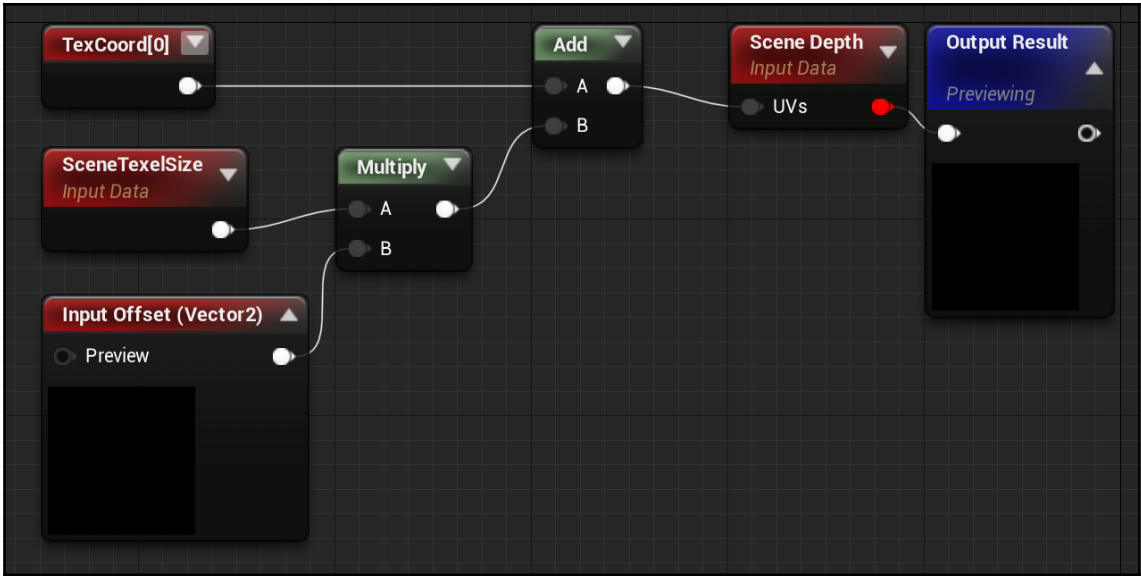 TexCoord[0]
SceneTexelSize
Input Data
Input Offset (Vector2)
Preview
Multiply
A
B
Add
A
B
Scene Depth
Input Data
UVs
Output Result
Previewing